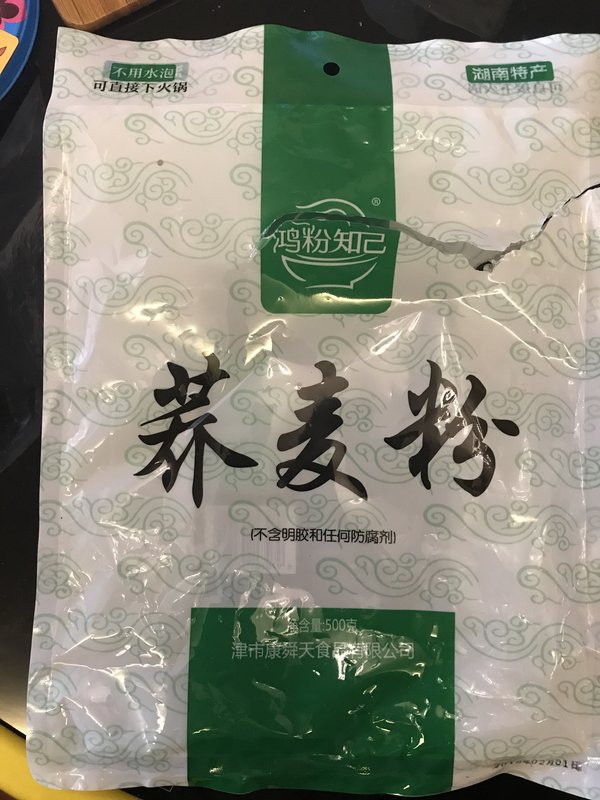 不用水泡
可直接下火锅
湖南特产
®
鸿粉知己
荞麦粉
(不含明胶和任何防腐剂)
净含量:500克
津市康舜天食品有限公司